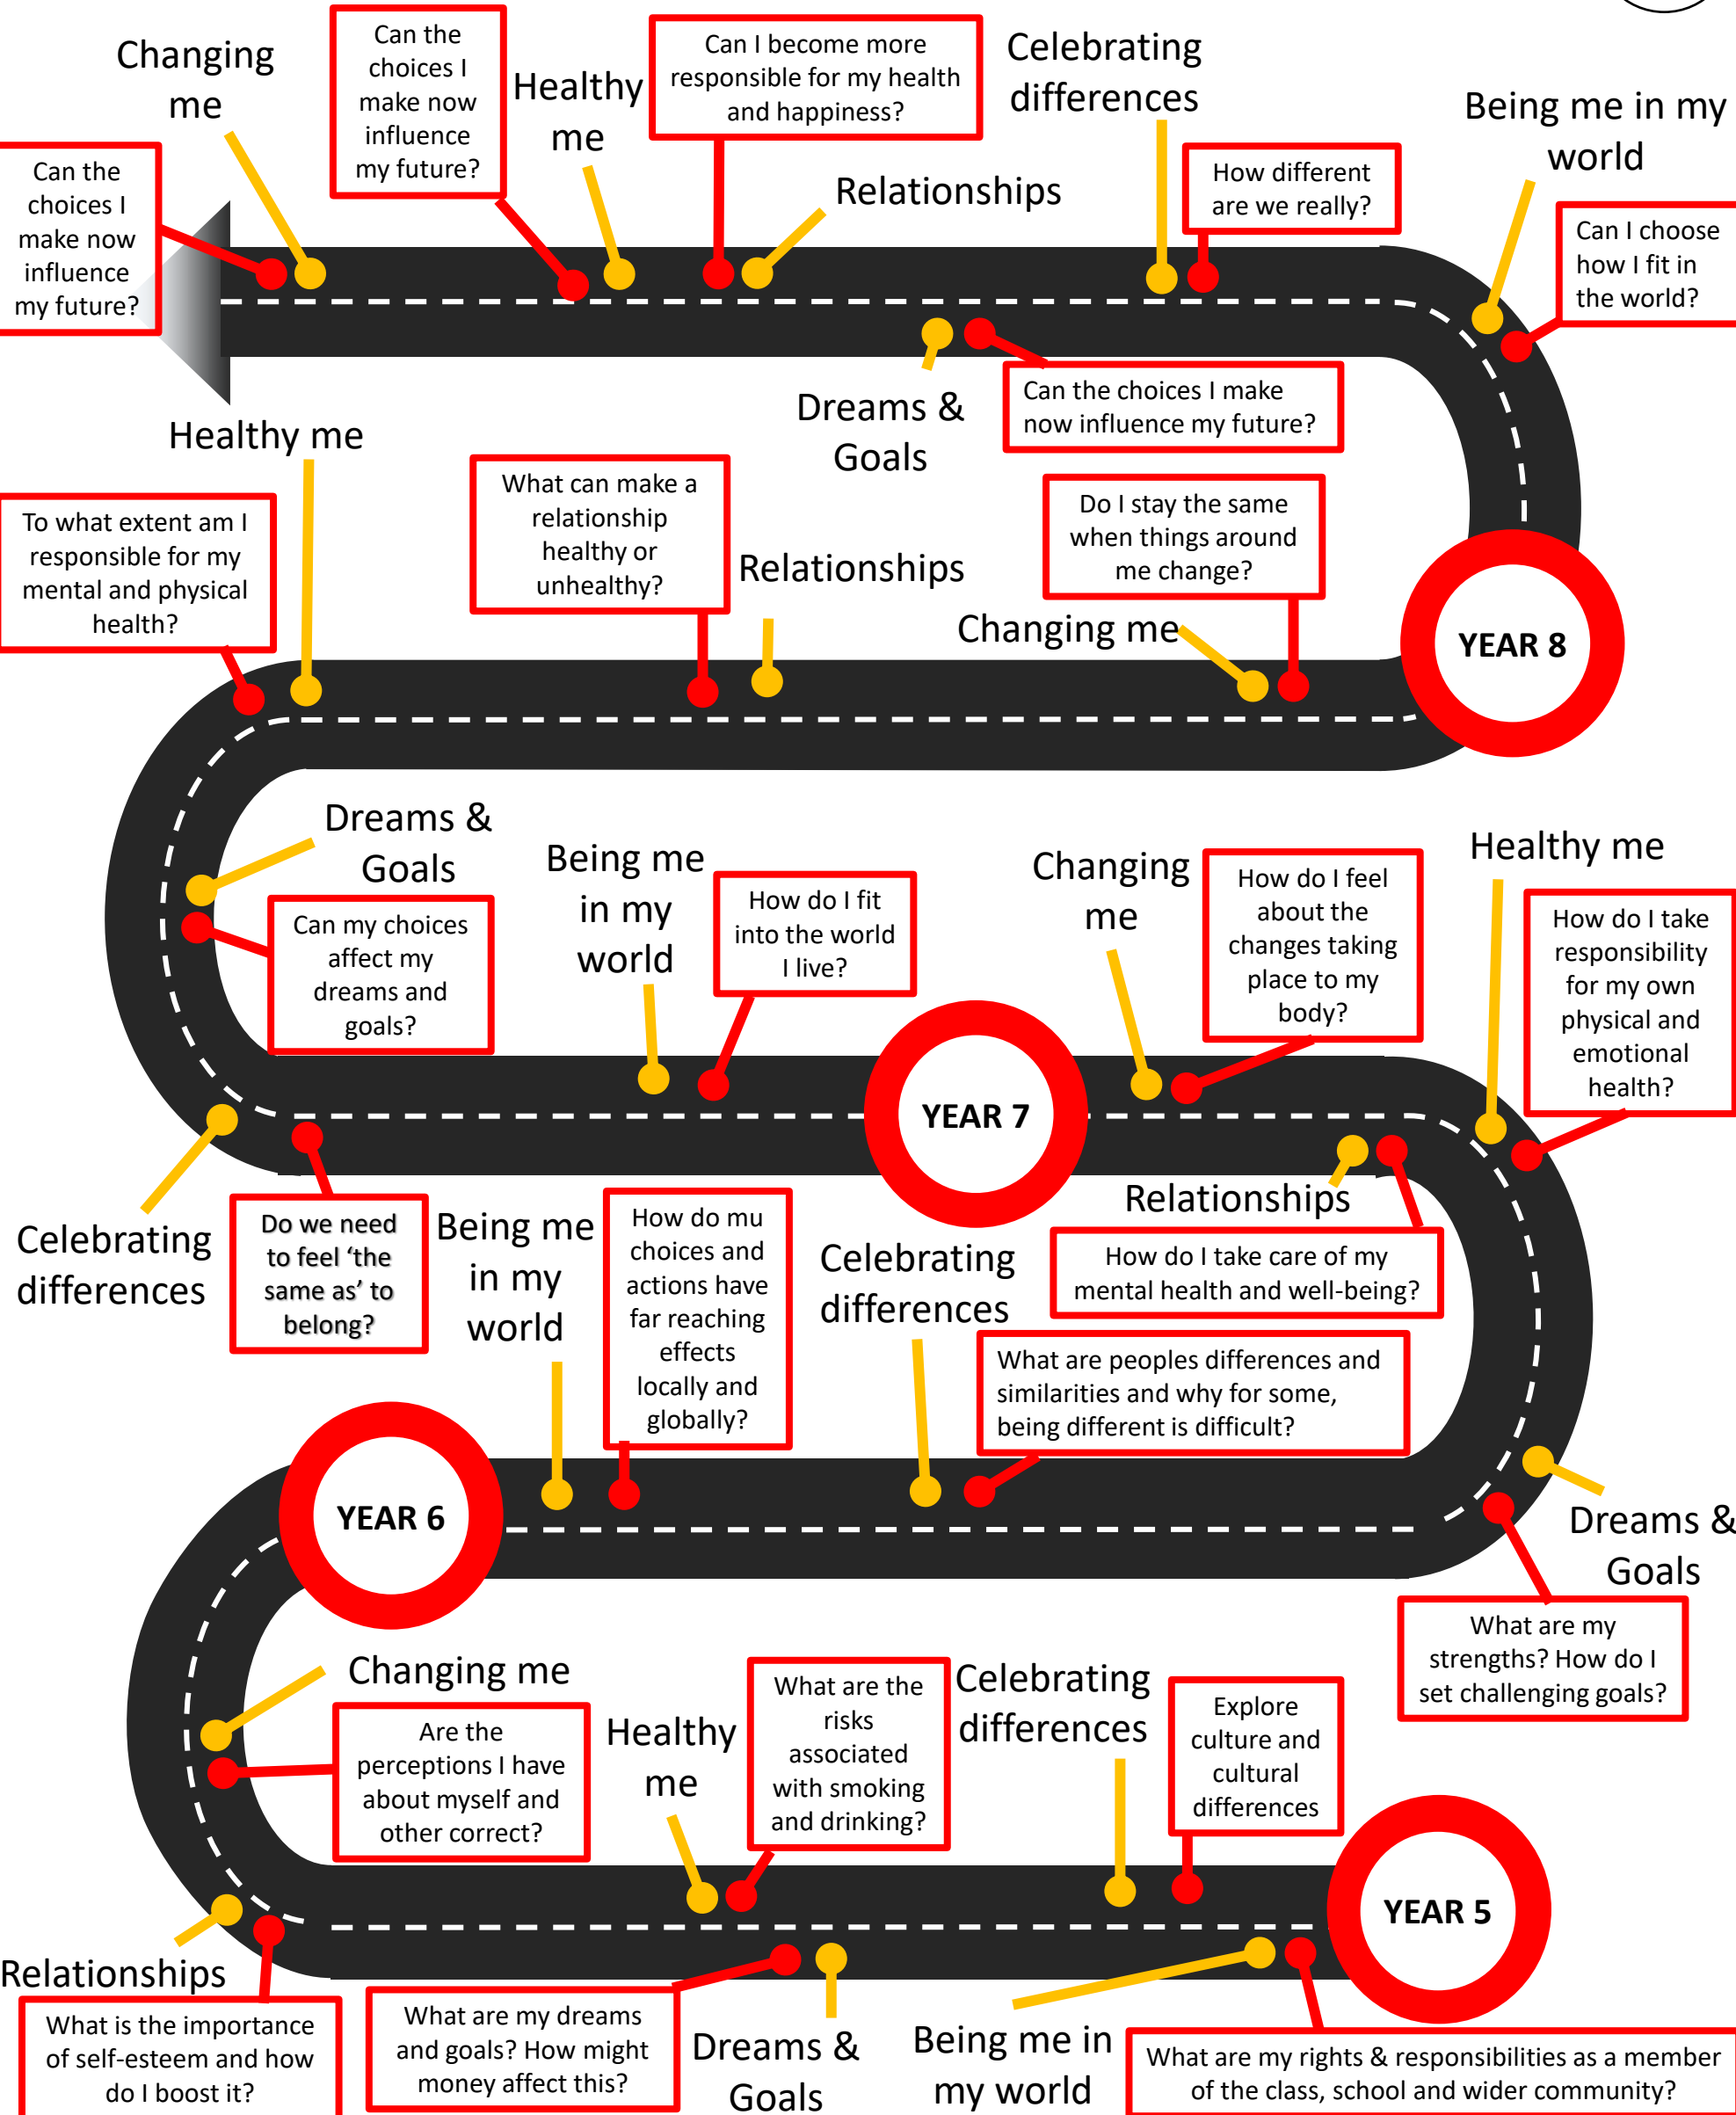 Changing
me
Can the
choices I
make now
influence
my future?
Healthy
me
Can I become more
responsible for my health
and happiness?
Celebrating
differences
Being me in my
world
Can the
choices I
make now
influence
my future?
Relationships
How different
are we really?
Can I choose
how I fit in
the world?
Dreams &
Goals
Can the choices I make
now influence my future?
Healthy me
To what extent am I
responsible for my
mental and physical
health?
What can make a
relationship
healthy or
unhealthy?
Relationships
Do I stay the same
when things around
me change?
Changing me
YEAR 8
Dreams &
Goals
Can my choices
affect my
dreams and
goals?
Being me
in my
world
How do I fit
into the world
I live?
Changing
me
How do I feel
about the
changes taking
place to my
body?
Healthy me
How do I take
responsibility
for my own
physical and
emotional
health?
YEAR 7
Celebrating
differences
Do we need
to feel ‘the
same as’ to
belong?
Being me
in my
world
How do mu
choices and
actions have
far reaching
effects
locally and
globally?
Celebrating
differences
Relationships
How do I take care of my
mental health and well-being?
What are peoples differences and
similarities and why for some,
being different is difficult?
YEAR 6
Dreams &
Goals
What are my
strengths? How do I
set challenging goals?
Changing me
Are the
perceptions I have
about myself and
other correct?
Healthy
me
What are the
risks
associated
with smoking
and drinking?
Celebrating
differences
Explore
culture and
cultural
differences
YEAR 5
Relationships
What is the importance
of self-esteem and how
do I boost it?
What are my dreams
and goals? How might
money affect this?
Dreams &
Goals
Being me in
my world
What are my rights & responsibilities as a member
of the class, school and wider community?